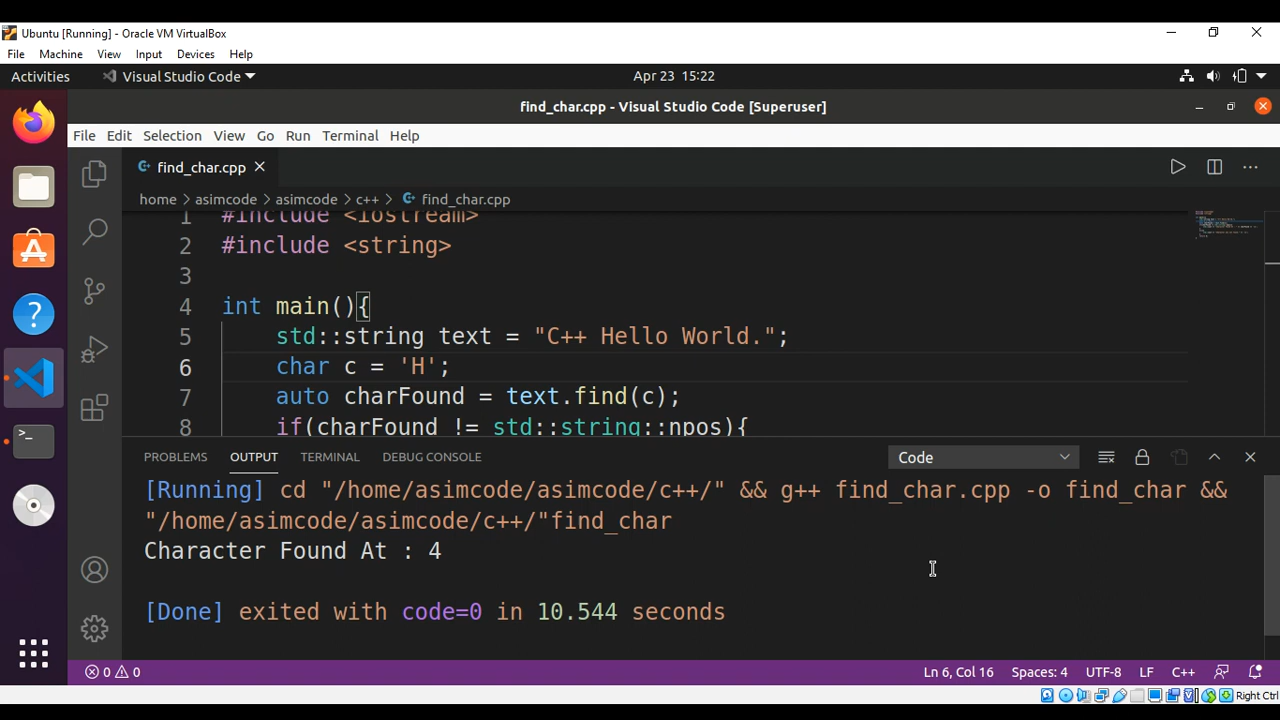 Ubuntu [Running] - Oracle VM VirtualBox
File Machine View Input Devices Help
Activities Visual Studio Code Apr 23 15:22
find_char.cpp - Visual Studio Code [Superuser]
File Edit Selection View Go Run Terminal Help
find_char.cpp
home > asimcode > asimcode > c++ > find_char.cpp
1 #include <iostream>
2 #include <string>
3
4 int main(){
5 std::string text = "C++ Hello World.";
6 char c = 'H';
7 auto charFound = text.find(c);
8 if(charFound != std::string::npos){
PROBLEMS OUTPUT TERMINAL DEBUG CONSOLE Code
[Running] cd "/home/asimcode/asimcode/c++/" && g++ find_char.cpp -o find_char &&
"/home/asimcode/asimcode/c++/"find_char
Character Found At : 4
[Done] exited with code=0 in 10.544 seconds
0 0 Ln 6, Col 16 Spaces: 4 UTF-8 LF C++
Right Ctrl